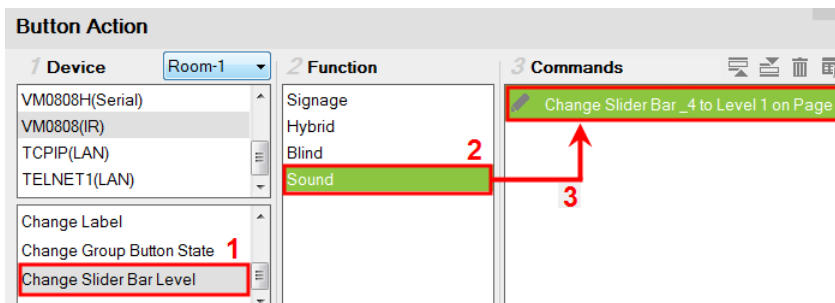 Button Action
1 Device Room-1 2 Function 3 Commands
VM0808H(Serial)
VM0808(IR)
TCPIP(LAN)
TELNET1(LAN)
Change Label
Change Group Button State 1
Change Slider Bar Level
Signage
Hybrid
Blind 2
Sound
Change Slider Bar _4 to Level 1 on Page
3